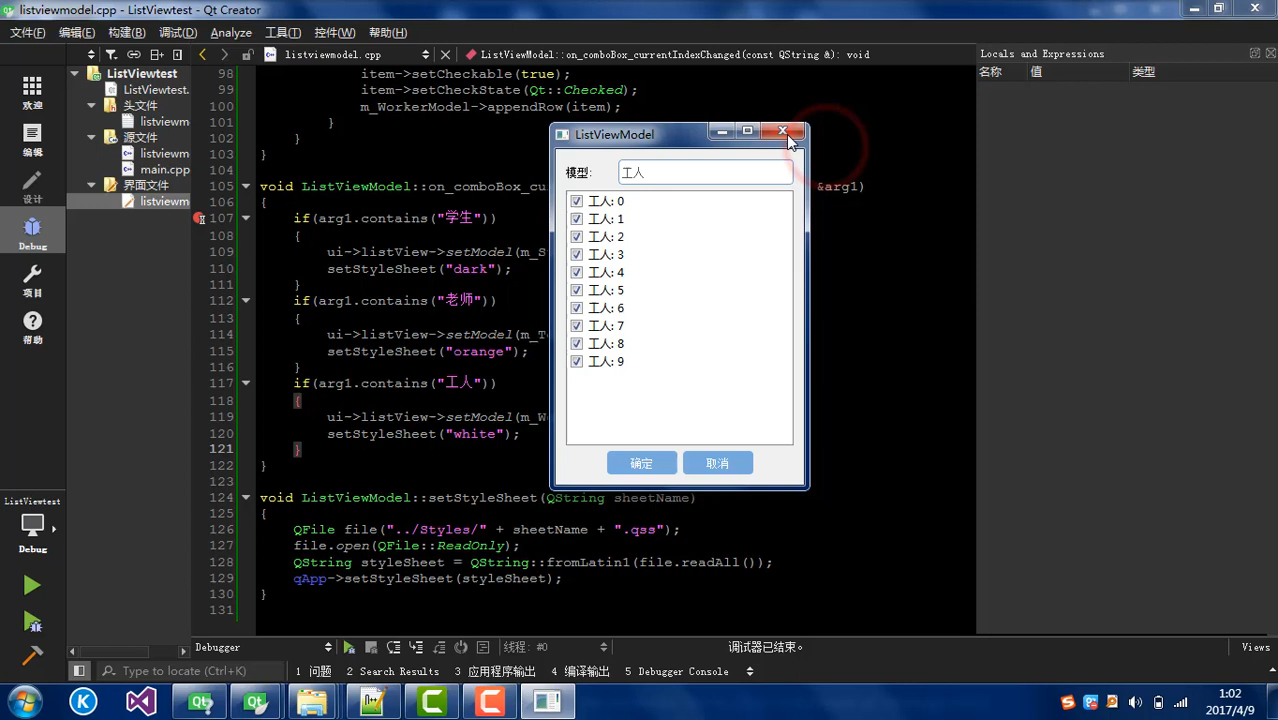 listviewmodel.cpp - ListViewtest - Qt Creator
文件(F) 编辑(E) 构建(B) 调试(D) Analyze 工具(T) 控件(W) 帮助(H)
listviewmodel.cpp ListViewModel::on_comboBox_currentIndexChanged(const QString &): void Locals and Expressions
名称 值 类型
欢迎
编辑
设计
Debug
项目
帮助
ListViewtest
Debug
ListViewtest
ListViewtest.
头文件
listviewm
源文件
listviewm
main.cpp
界面文件
listviewm
98 item->setCheckable(true);
99 item->setCheckState(Qt::Checked);
100 m_WorkerModel->appendRow(item);
101 }
102 }
103 }
104
105 void ListViewModel::on_comboBox_cu &arg1)
106 {
107 if(arg1.contains("学生"))
108 {
109 ui->listView->setModel(m_S
110 setStyleSheet("dark");
111 }
112 if(arg1.contains("老师"))
113 {
114 ui->listView->setModel(m_T
115 setStyleSheet("orange");
116 }
117 if(arg1.contains("工人"))
118 {
119 ui->listView->setModel(m_W
120 setStyleSheet("white");
121 }
122 }
123
124 void ListViewModel::setStyleSheet(QString sheetName)
125 {
126 QFile file("../Styles/" + sheetName + ".qss");
127 file.open(QFile::ReadOnly);
128 QString styleSheet = QString::fromLatin1(file.readAll());
129 qApp->setStyleSheet(styleSheet);
130 }
131
ListViewModel
模型: 工人
工人: 0
工人: 1
工人: 2
工人: 3
工人: 4
工人: 5
工人: 6
工人: 7
工人: 8
工人: 9
确定 取消
Debugger 线程: #0 调试器已结束。 Views
Type to locate (Ctrl+K) 1 问题 2 Search Results 3 应用程序输出 4 编译输出 5 Debugger Console
1:02
2017/4/9